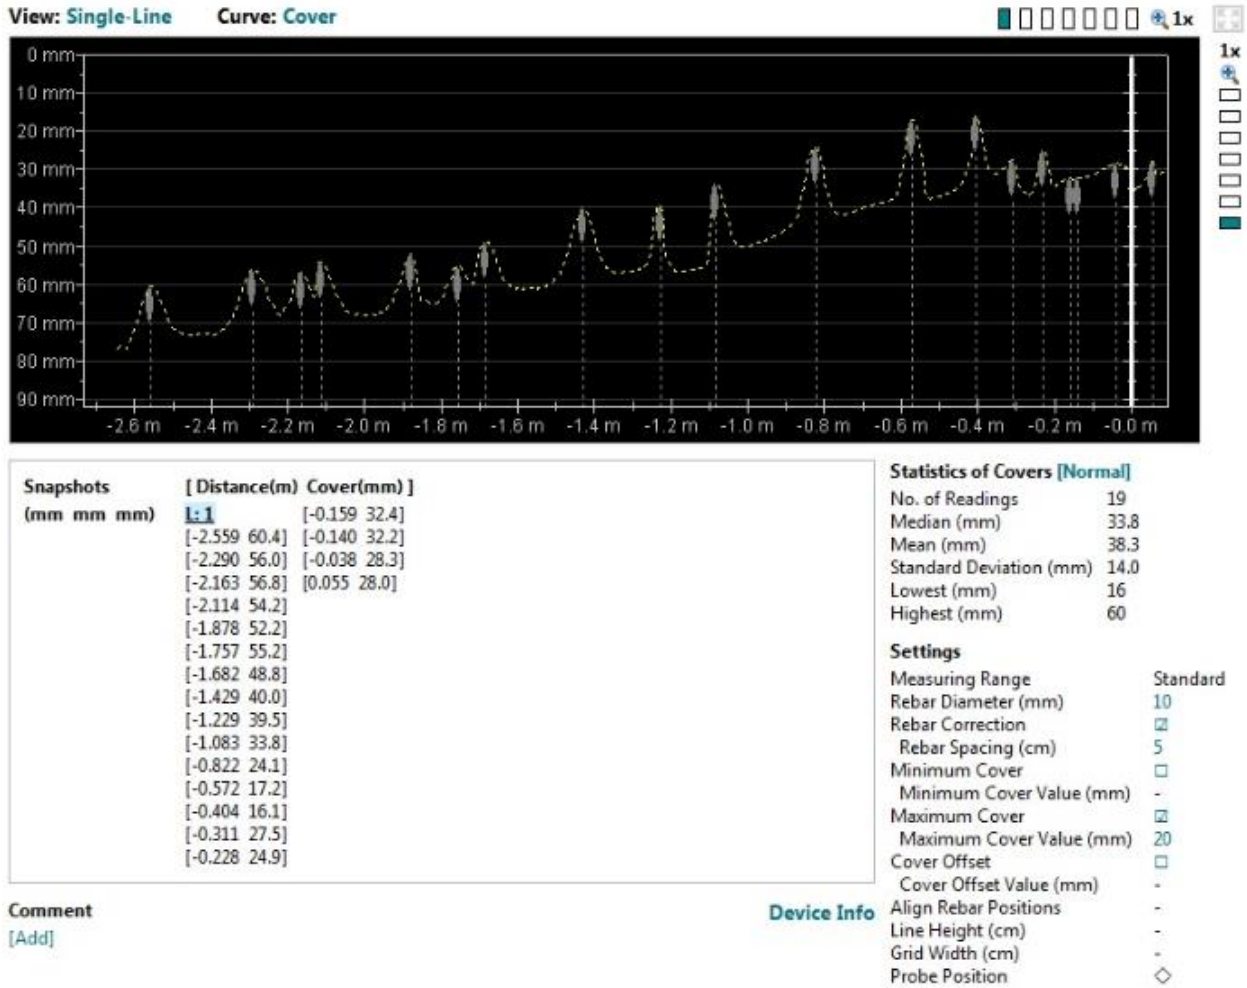 View: Single-Line Curve: Cover 1x
1x
0 mm
10 mm
20 mm
30 mm
40 mm
50 mm
60 mm
70 mm
80 mm
90 mm
-2.6 m -2.4 m -2.2 m -2.0 m -1.8 m -1.6 m -1.4 m -1.2 m -1.0 m -0.8 m -0.6 m -0.4 m -0.2 m -0.0 m
Snapshots [ Distance(m) Cover(mm) ]
(mm mm mm) L: 1 [-0.159 32.4]
[-2.559 60.4] [-0.140 32.2]
[-2.290 56.0] [-0.038 28.3]
[-2.163 56.8] [0.055 28.0]
[-2.114 54.2]
[-1.878 52.2]
[-1.757 55.2]
[-1.682 48.8]
[-1.429 40.0]
[-1.229 39.5]
[-1.083 33.8]
[-0.822 24.1]
[-0.572 17.2]
[-0.404 16.1]
[-0.311 27.5]
[-0.228 24.9]
Comment
[Add]
Device Info
Statistics of Covers [Normal]
No. of Readings 19
Median (mm) 33.8
Mean (mm) 38.3
Standard Deviation (mm) 14.0
Lowest (mm) 16
Highest (mm) 60
Settings
Measuring Range Standard
Rebar Diameter (mm) 10
Rebar Correction ☑
Rebar Spacing (cm) 5
Minimum Cover ☐
Minimum Cover Value (mm) -
Maximum Cover ☑
Maximum Cover Value (mm) 20
Cover Offset ☐
Cover Offset Value (mm) -
Align Rebar Positions -
Line Height (cm) -
Grid Width (cm) -
Probe Position ◇